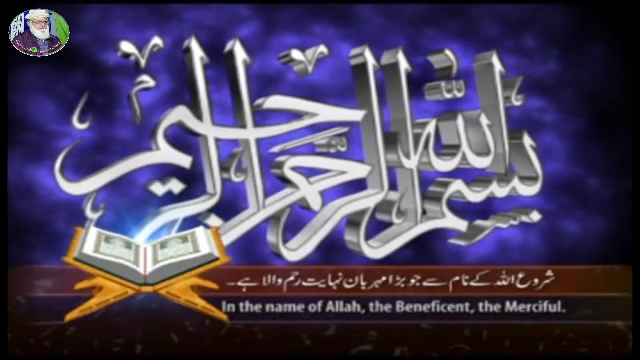 بسم الله الرحمن الرحيم
شروع اللہ کے نام سے جو بڑا مہربان نہایت رحم والا ہے۔
In the name of Allah, the Beneficent, the Merciful.